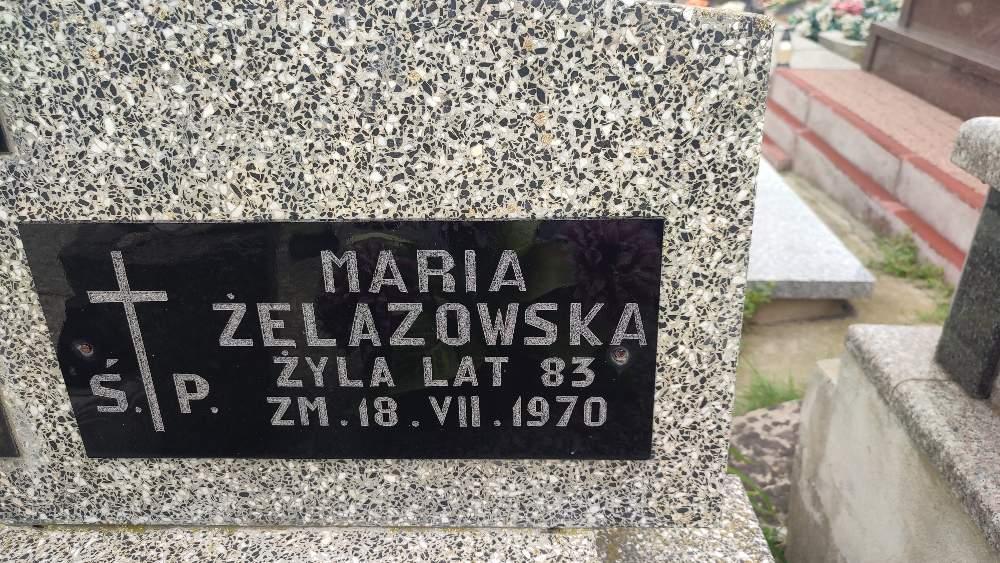 MARIA
ŻELAZOWSKA
ŻYLA LAT 83
ZM. 18. VII. 1970
Ś. P.